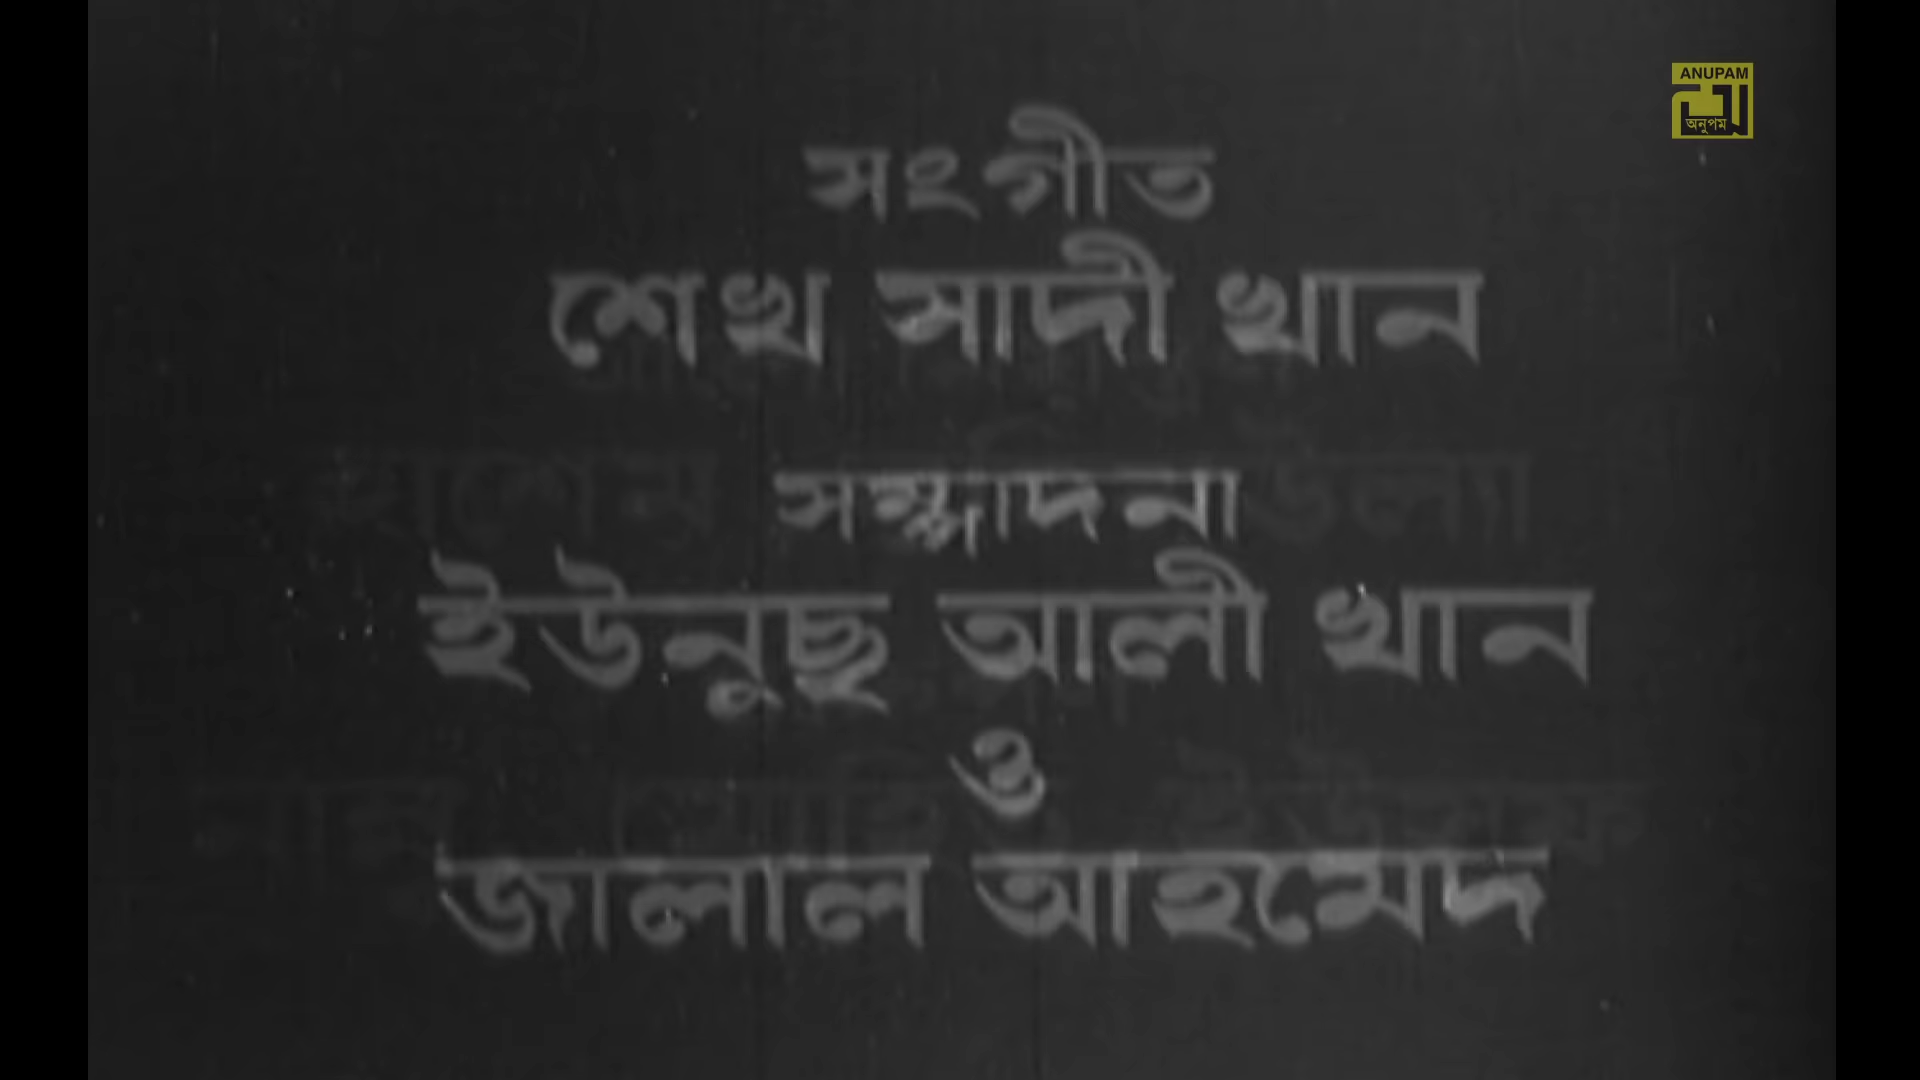 ANUPAM
অনুপম
সংগীত
শেখ সাদী খান
সম্পাদনা
ইউনুছ আলী খান
ও
জালাল আহমেদ